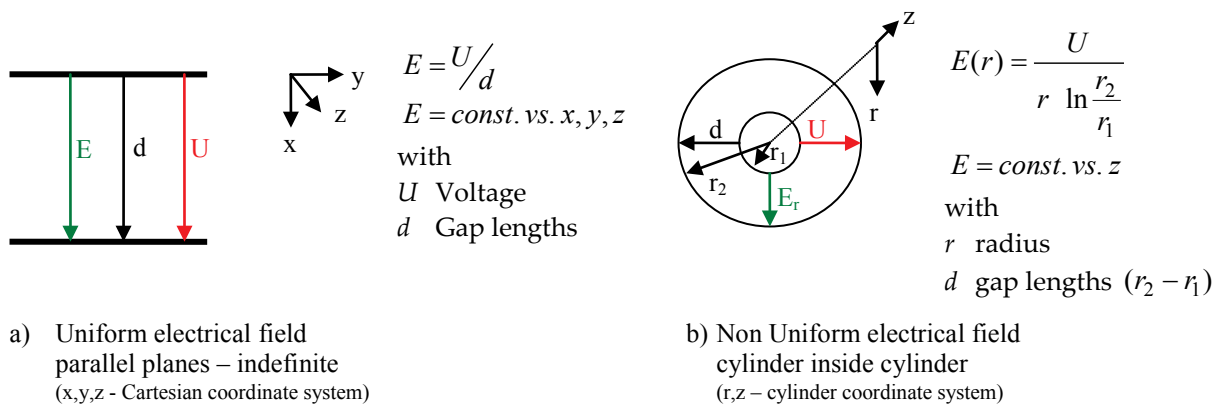 E
d
U
y
z
x
E = U/d
E = const. vs. x, y, z
with
U Voltage
d Gap lengths
a) Uniform electrical field
parallel planes – indefinite
(x,y,z - Cartesian coordinate system)
z
r
d
U
r₁
r₂
Eᵣ
E(r) = U / (r ln (r₂/r₁))
E = const. vs. z
with
r radius
d gap lengths (r₂ − r₁)
b) Non Uniform electrical field
cylinder inside cylinder
(r,z – cylinder coordinate system)